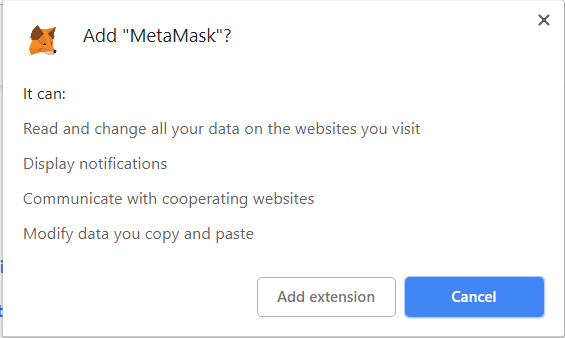 Add "MetaMask"?
It can:
Read and change all your data on the websites you visit
Display notifications
Communicate with cooperating websites
Modify data you copy and paste
Add extension
Cancel